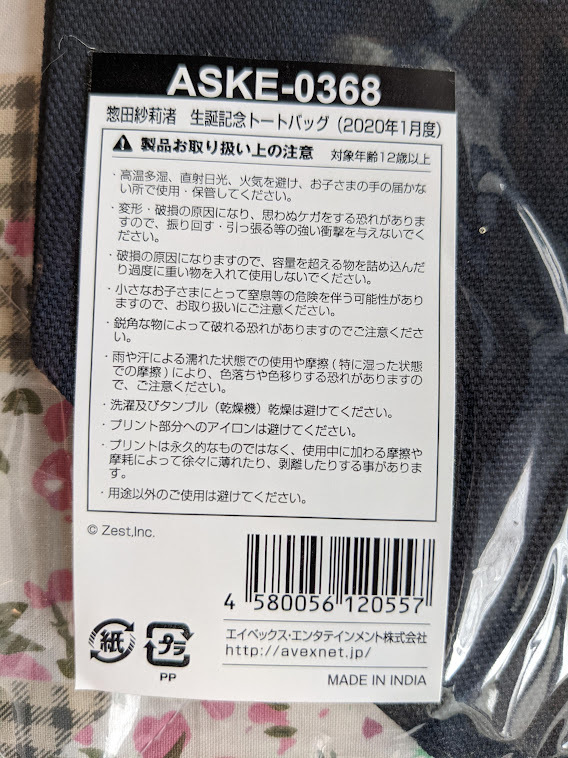 ASKE-0368
惣田紗莉渚 生誕記念トートバッグ（2020年1月度）
製品お取り扱い上の注意 対象年齢12歳以上
・高温多湿、直射日光、火気を避け、お子さまの手の届かな
い所で使用・保管してください。
・変形・破損の原因になり、思わぬケガをする恐れがありま
すので、振り回す・引っ張る等の強い衝撃を与えないでく
ださい。
・破損の原因になりますので、容量を超える物を詰め込んだ
り過度に重い物を入れて使用しないでください。
・小さなお子さまにとって窒息等の危険を伴う可能性があり
ますので、お取り扱いにご注意ください。
・鋭角な物によって破れる恐れがありますのでご注意くださ
い。
・雨や汗による濡れた状態での使用や摩擦(特に湿った状態
での摩擦)により、色落ちや色移りする恐れがありますの
で、ご注意ください。
・洗濯及びタンブル（乾燥機）乾燥は避けてください。
・プリント部分へのアイロンは避けてください。
・プリントは永久的なものではなく、使用中に加わる摩擦や
摩耗によって徐々に薄れたり、剥離したりする事がありま
す。
・用途以外のご使用は避けてください。
© Zest,Inc.
4 580056 120557
紙
プラ
PP
エイベックス・エンタテインメント株式会社
http://avexnet.jp/
MADE IN INDIA